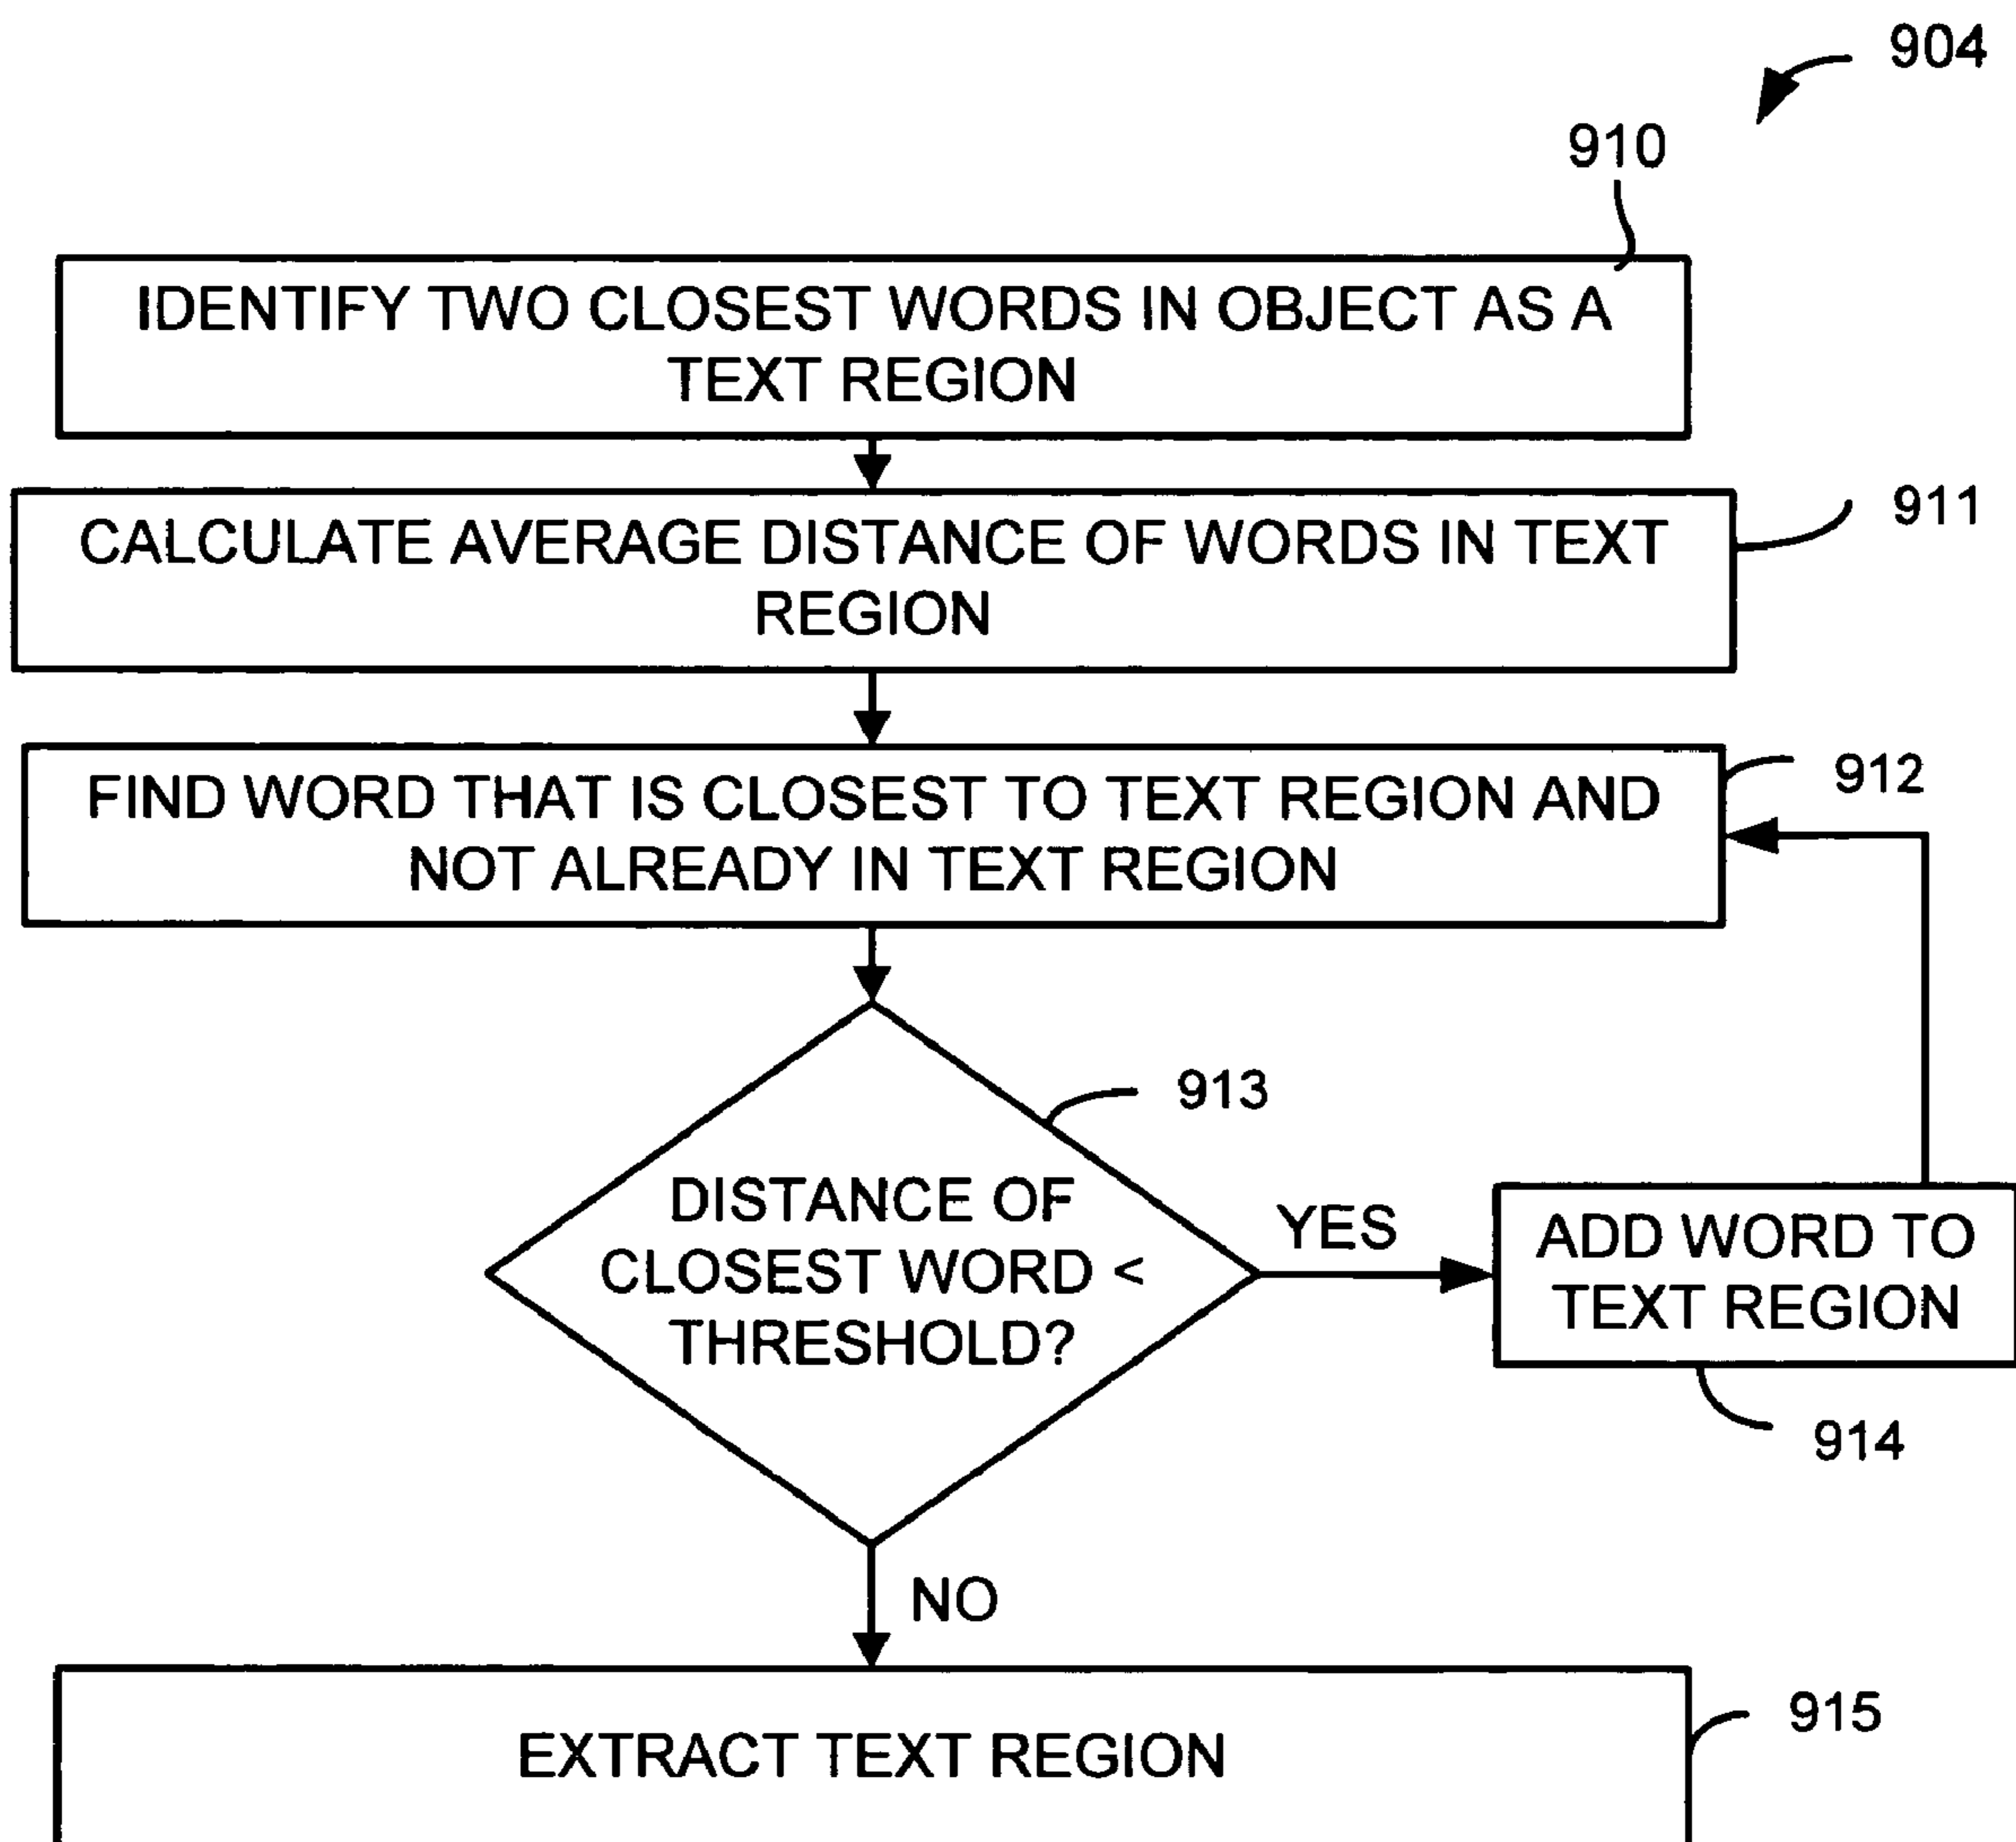 904
910
IDENTIFY TWO CLOSEST WORDS IN OBJECT AS A
TEXT REGION
911
CALCULATE AVERAGE DISTANCE OF WORDS IN TEXT
REGION
912
FIND WORD THAT IS CLOSEST TO TEXT REGION AND
NOT ALREADY IN TEXT REGION
913
DISTANCE OF
CLOSEST WORD <
THRESHOLD?
YES
ADD WORD TO
TEXT REGION
914
NO
915
EXTRACT TEXT REGION